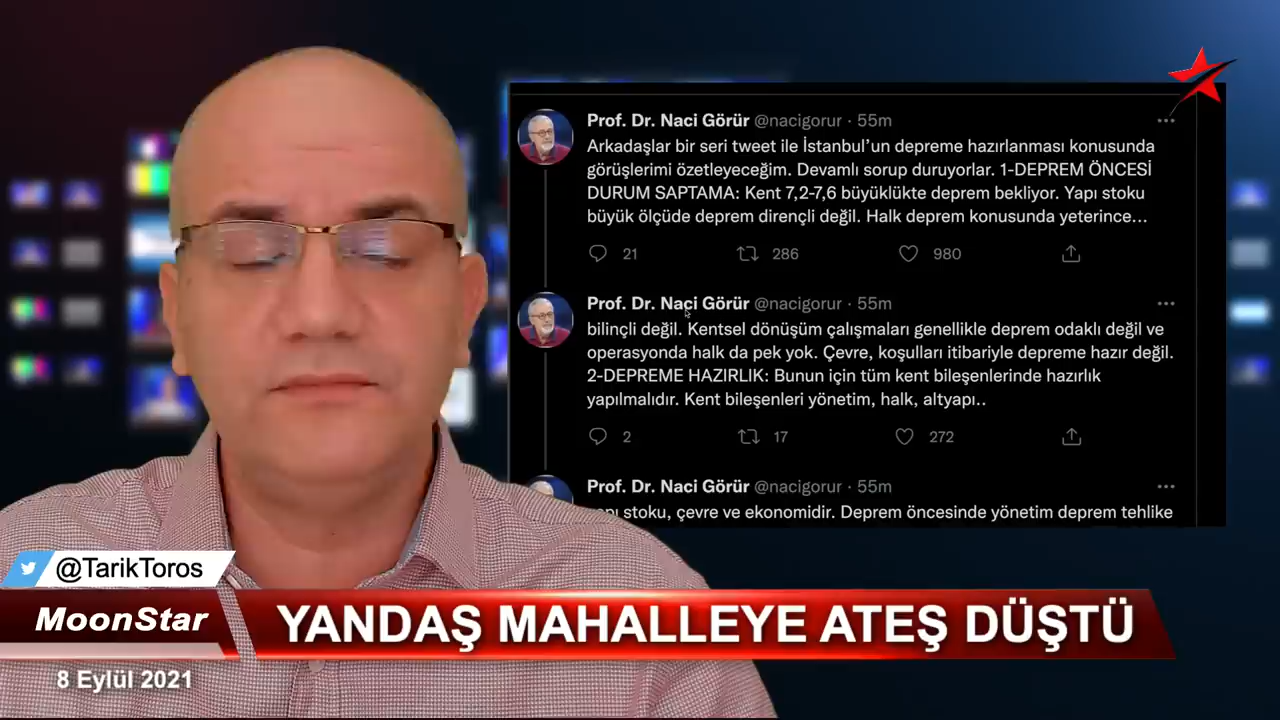 Prof. Dr. Naci Görür @nacigorur · 55m
Arkadaşlar bir seri tweet ile İstanbul'un depreme hazırlanması konusunda
görüşlerimi özetleyeceğim. Devamlı sorup duruyorlar. 1-DEPREM ÖNCESİ
DURUM SAPTAMA: Kent 7,2-7,6 büyüklükte deprem bekliyor. Yapı stoku
büyük ölçüde deprem dirençli değil. Halk deprem konusunda yeterince...
21 286 980
Prof. Dr. Naci Görür @nacigorur · 55m
bilinçli değil. Kentsel dönüşüm çalışmaları genellikle deprem odaklı değil ve
operasyonda halk da pek yok. Çevre, koşulları itibariyle depreme hazır değil.
2-DEPREME HAZIRLIK: Bunun için tüm kent bileşenlerinde hazırlık
yapılmalıdır. Kent bileşenleri yönetim, halk, altyapı..
2 17 272
Prof. Dr. Naci Görür @nacigorur · 55m
stoku, çevre ve ekonomidir. Deprem öncesinde yönetim deprem tehlike
@TarikToros
MoonStar
YANDAŞ MAHALLEYE ATEŞ DÜŞTÜ
8 Eylül 2021